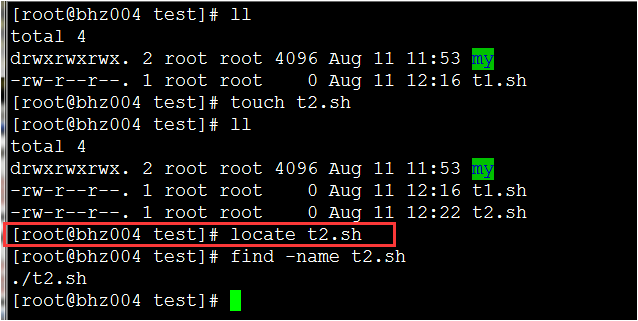 [root@bhz004 test]# ll
total 4
drwxrwxrwx. 2 root root 4096 Aug 11 11:53 my
-rw-r--r--. 1 root root    0 Aug 11 12:16 t1.sh
[root@bhz004 test]# touch t2.sh
[root@bhz004 test]# ll
total 4
drwxrwxrwx. 2 root root 4096 Aug 11 11:53 my
-rw-r--r--. 1 root root    0 Aug 11 12:16 t1.sh
-rw-r--r--. 1 root root    0 Aug 11 12:22 t2.sh
[root@bhz004 test]# locate t2.sh
[root@bhz004 test]# find -name t2.sh
./t2.sh
[root@bhz004 test]#